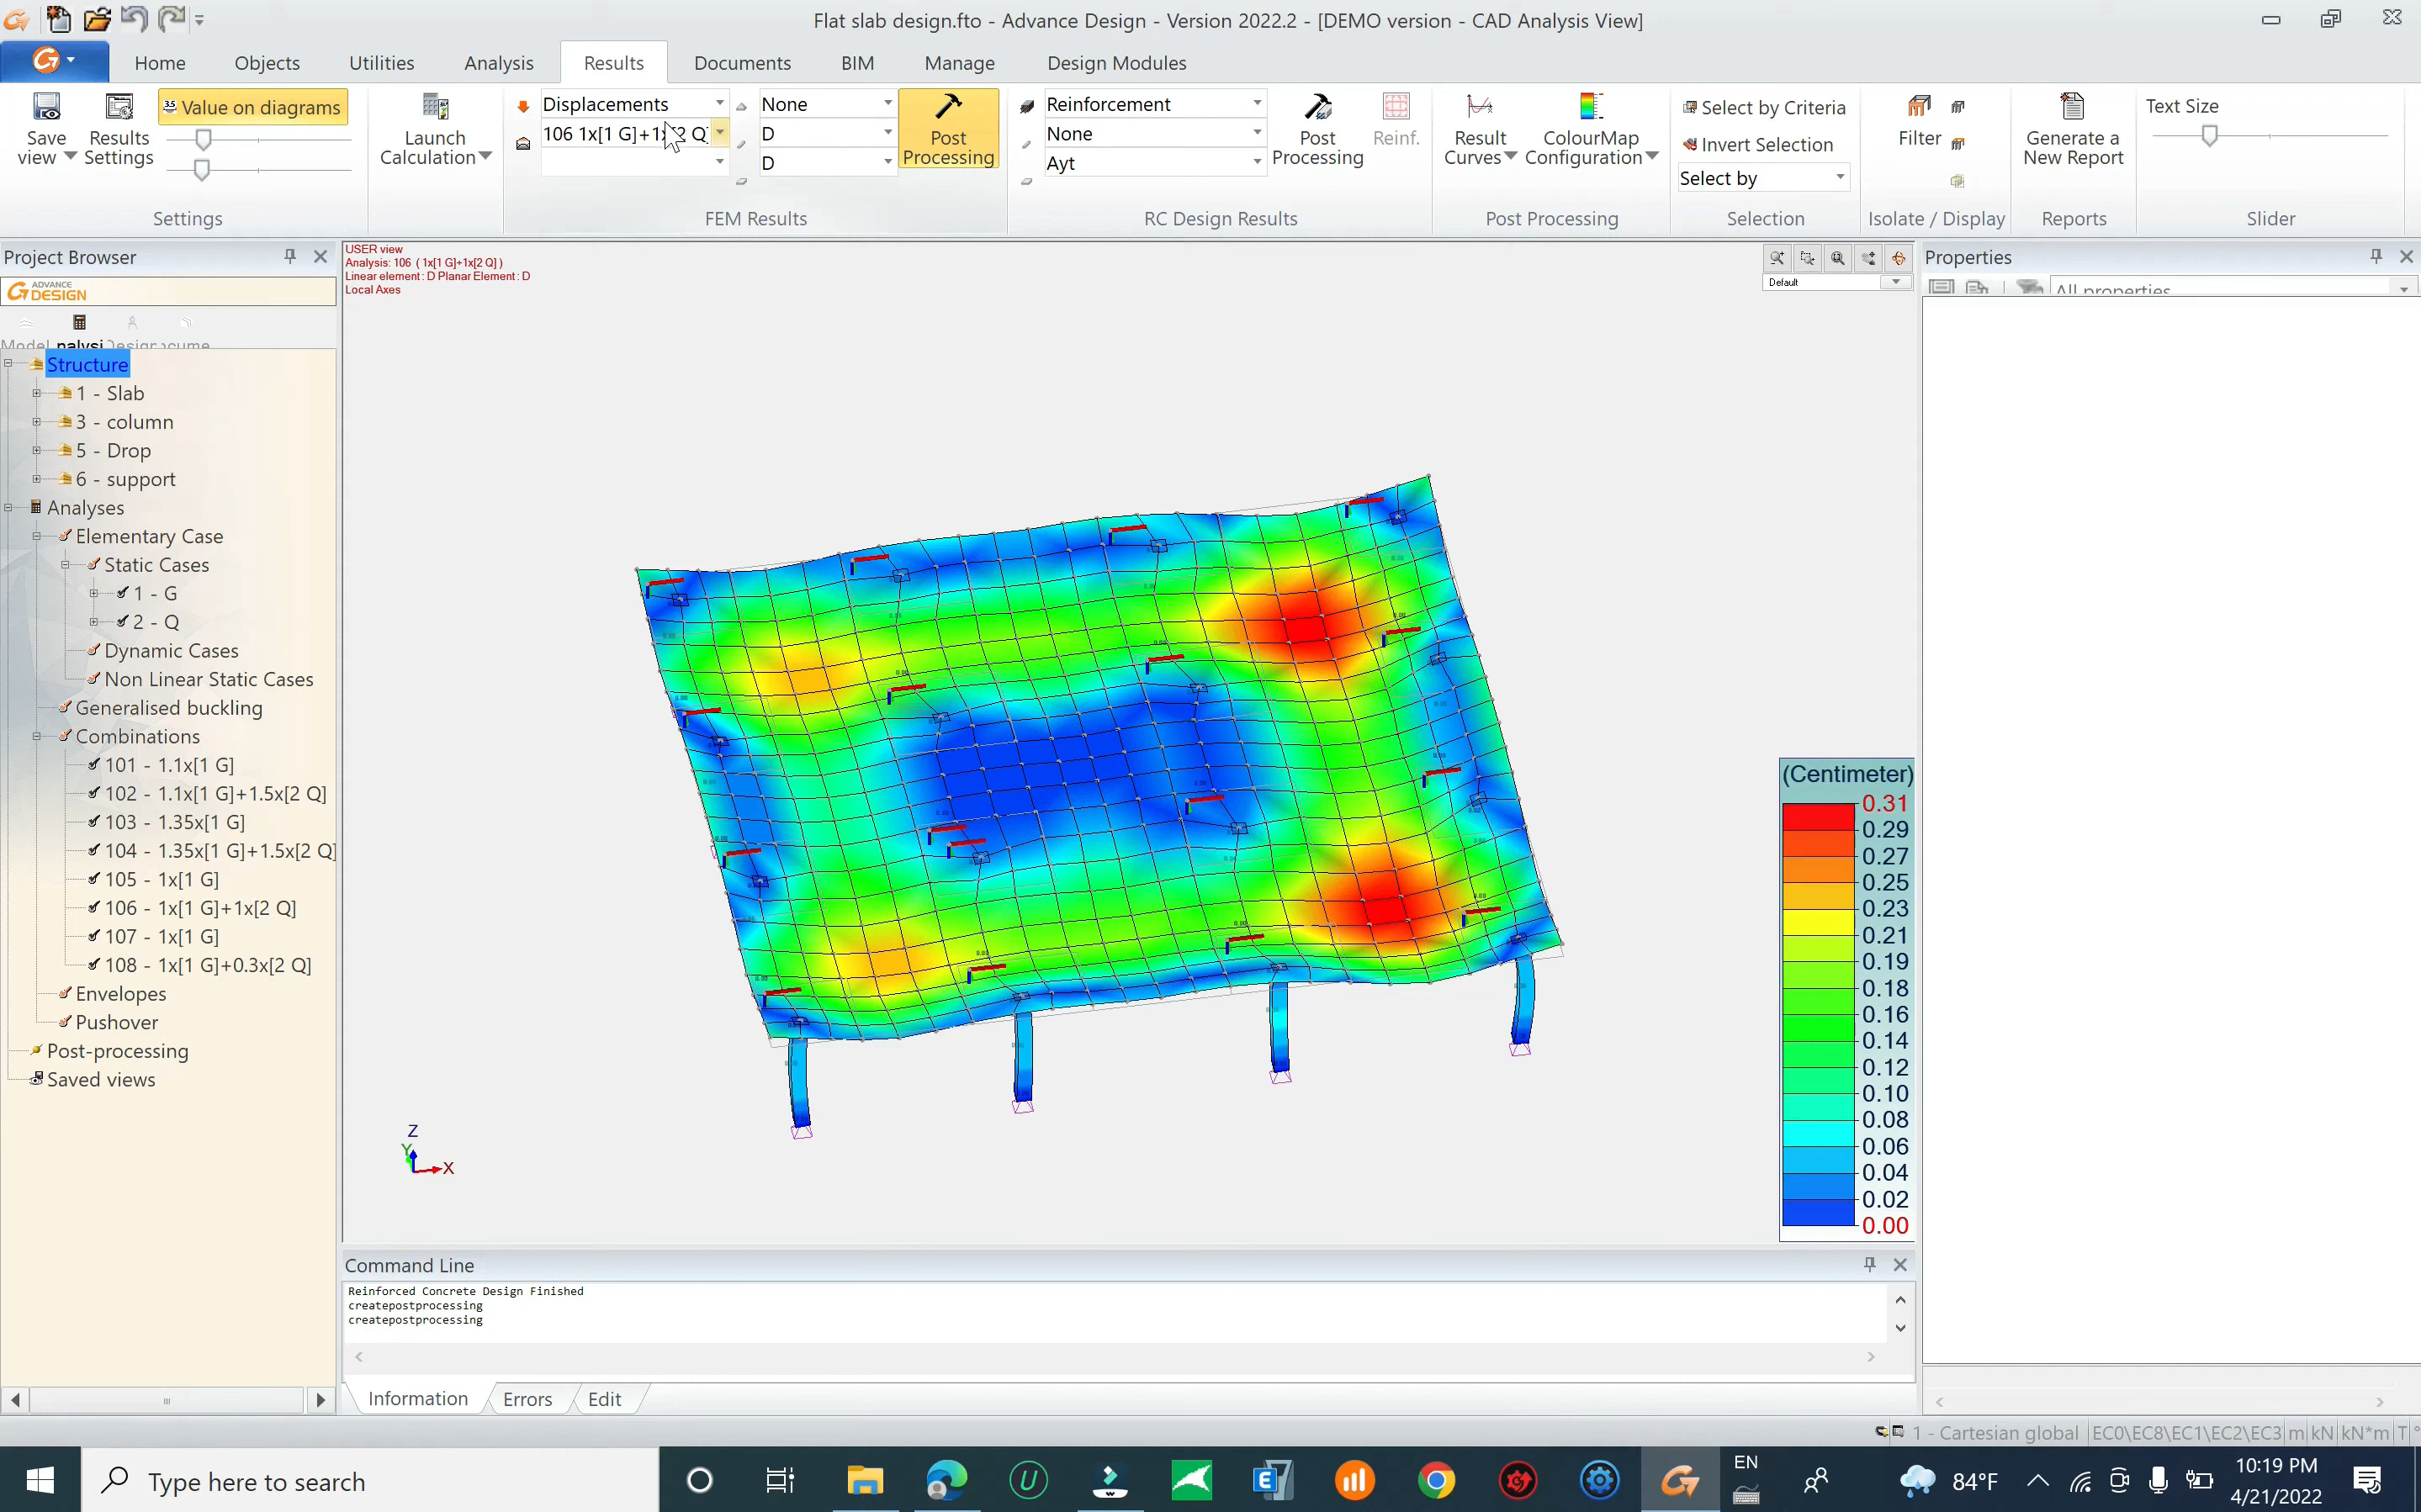 Flat slab design.fto - Advance Design - Version 2022.2 - [DEMO version - CAD Analysis View]
Home
Objects
Utilities
Analysis
Results
Documents
BIM
Manage
Design Modules
Save view
Results Settings
Value on diagrams
Settings
Launch Calculation
Displacements
106 1x[1 G]+1x[2 Q]
None
D
D
Post Processing
FEM Results
Reinforcement
None
Ayt
Post Processing
Reinf.
RC Design Results
Result Curves
ColourMap Configuration
Post Processing
Select by Criteria
Invert Selection
Select by
Selection
Filter
Isolate / Display
Generate a New Report
Reports
Text Size
Slider
Project Browser
ADVANCE DESIGN
Structure
1 - Slab
3 - column
5 - Drop
6 - support
Analyses
Elementary Case
Static Cases
1 - G
2 - Q
Dynamic Cases
Non Linear Static Cases
Generalised buckling
Combinations
101 - 1.1x[1 G]
102 - 1.1x[1 G]+1.5x[2 Q]
103 - 1.35x[1 G]
104 - 1.35x[1 G]+1.5x[2 Q]
105 - 1x[1 G]
106 - 1x[1 G]+1x[2 Q]
107 - 1x[1 G]
108 - 1x[1 G]+0.3x[2 Q]
Envelopes
Pushover
Post-processing
Saved views
USER view
Analysis: 106 ( 1x[1 G]+1x[2 Q] )
Linear element : D Planar Element : D
Local Axes
Default
Z
Y
X
(Centimeter)
0.31
0.29
0.27
0.25
0.23
0.21
0.19
0.18
0.16
0.14
0.12
0.10
0.08
0.06
0.04
0.02
0.00
Properties
All properties
Command Line
Reinforced Concrete Design Finished
createpostprocessing
createpostprocessing
Information
Errors
Edit
1 - Cartesian global
EC0\EC8\EC1\EC2\EC3
m
kN
kN*m
T
°
Type here to search
EN
84°F
10:19 PM
4/21/2022